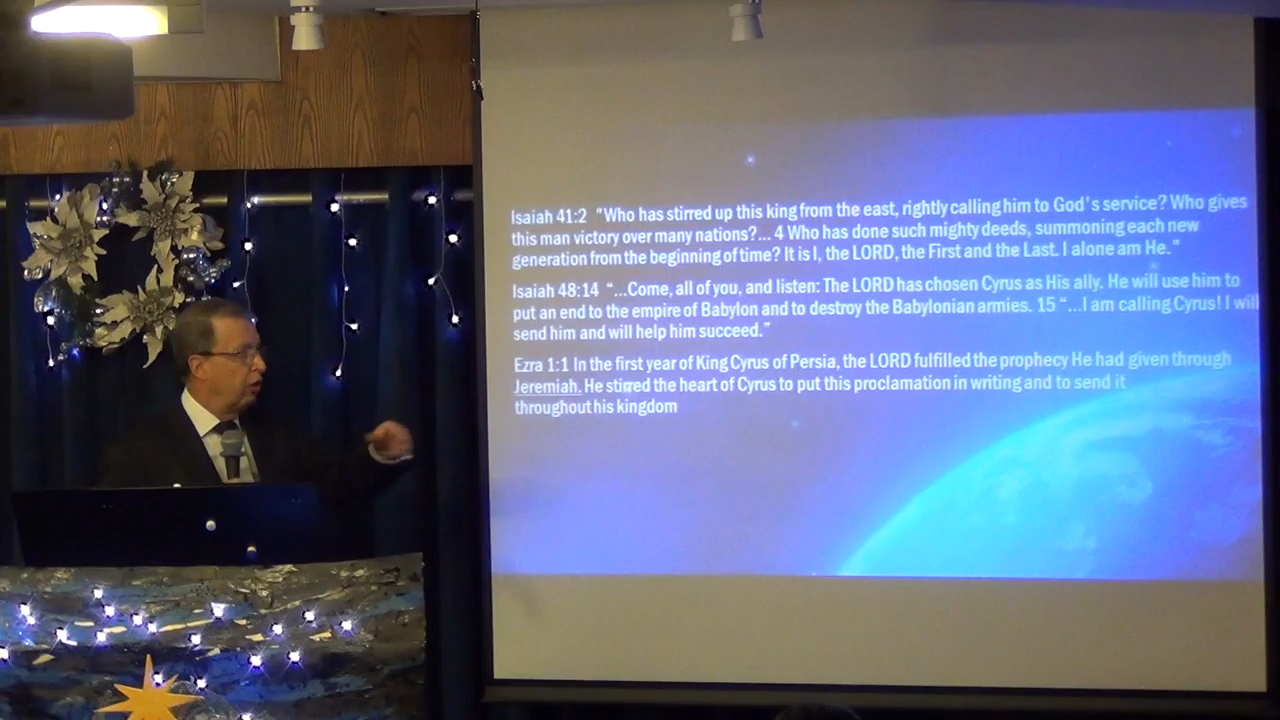 Isaiah 41:2 "Who has stirred up this king from the east, rightly calling him to God's service? Who gives
this man victory over many nations?... 4 Who has done such mighty deeds, summoning each new
generation from the beginning of time? It is I, the LORD, the First and the Last. I alone am He."
Isaiah 48:14 "...Come, all of you, and listen: The LORD has chosen Cyrus as His ally. He will use him to
put an end to the empire of Babylon and to destroy the Babylonian armies. 15 "...I am calling Cyrus! I will
send him and will help him succeed."
Ezra 1:1 In the first year of King Cyrus of Persia, the LORD fulfilled the prophecy He had given through
Jeremiah. He stirred the heart of Cyrus to put this proclamation in writing and to send it
throughout his kingdom